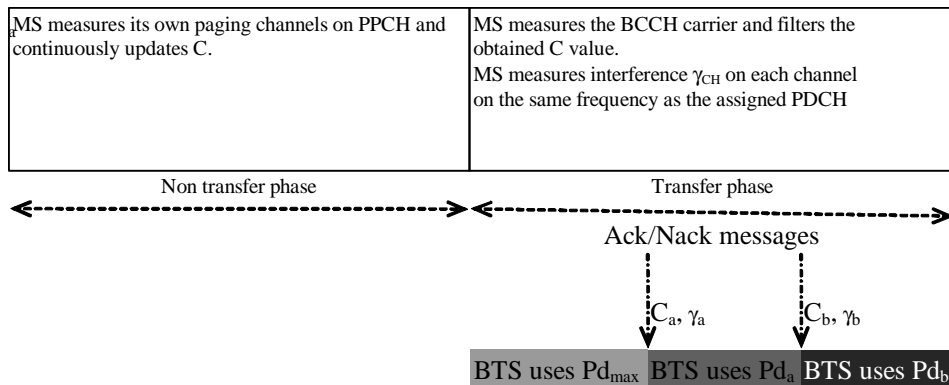 a
MS measures its own paging channels on PPCH and
continuously updates C.
MS measures the BCCH carrier and filters the
obtained C value.
MS measures interference γCH on each channel
on the same frequency as the assigned PDCH
Non transfer phase
Transfer phase
Ack/Nack messages
Ca, γa
Cb, γb
BTS uses Pdmax
BTS uses Pda
BTS uses Pdb